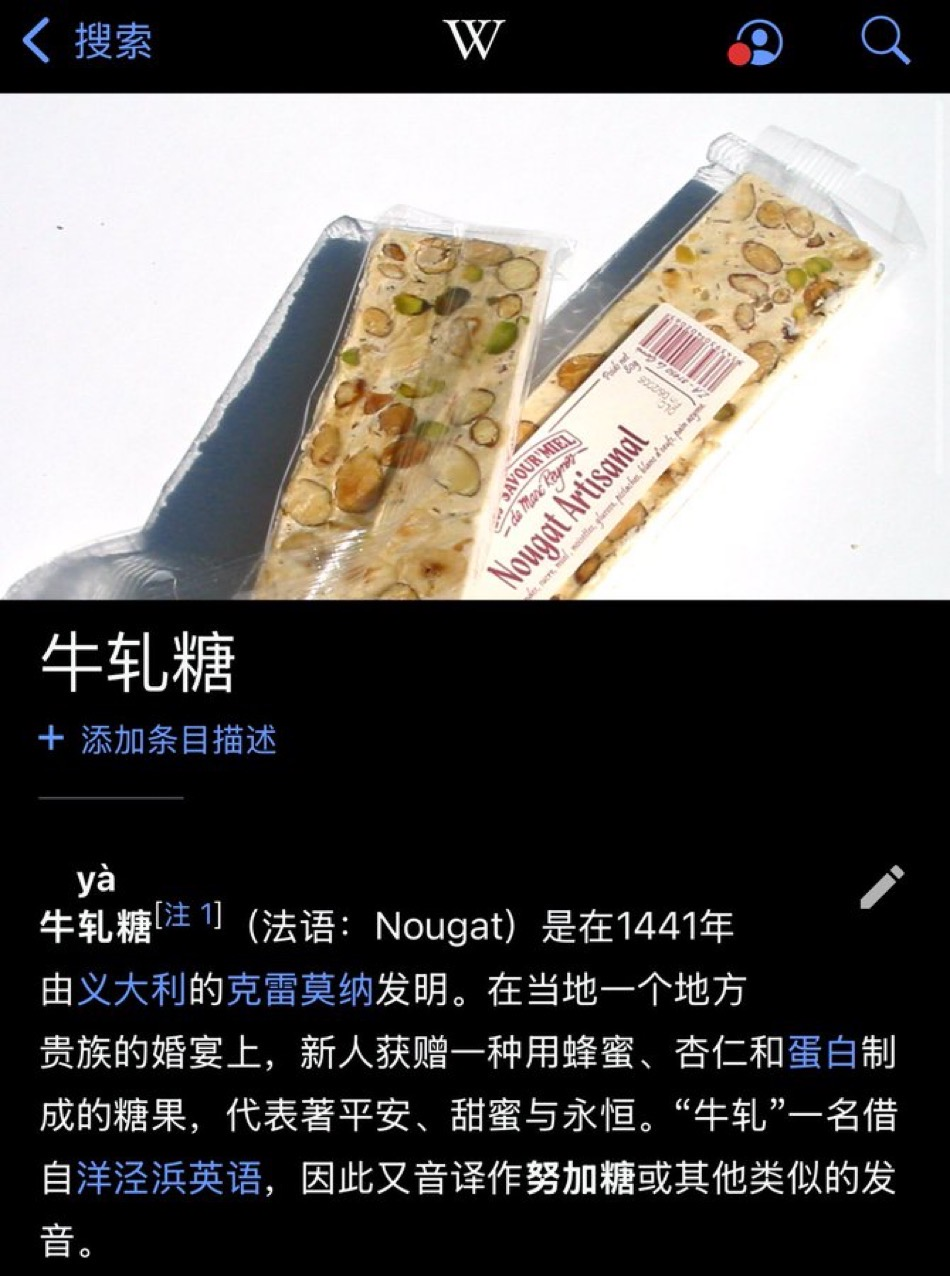 搜索
W
SAVOUR'MIEL
de Marc Peyrey
Nougat Artisanal
Poids net
牛轧糖
+ 添加条目描述
yà
牛轧糖[注 1]（法语：Nougat）是在1441年
由义大利的克雷莫纳发明。在当地一个地方
贵族的婚宴上，新人获赠一种用蜂蜜、杏仁和蛋白制
成的糖果，代表著平安、甜蜜与永恒。“牛轧”一名借
自洋泾浜英语，因此又音译作努加糖或其他类似的发
音。